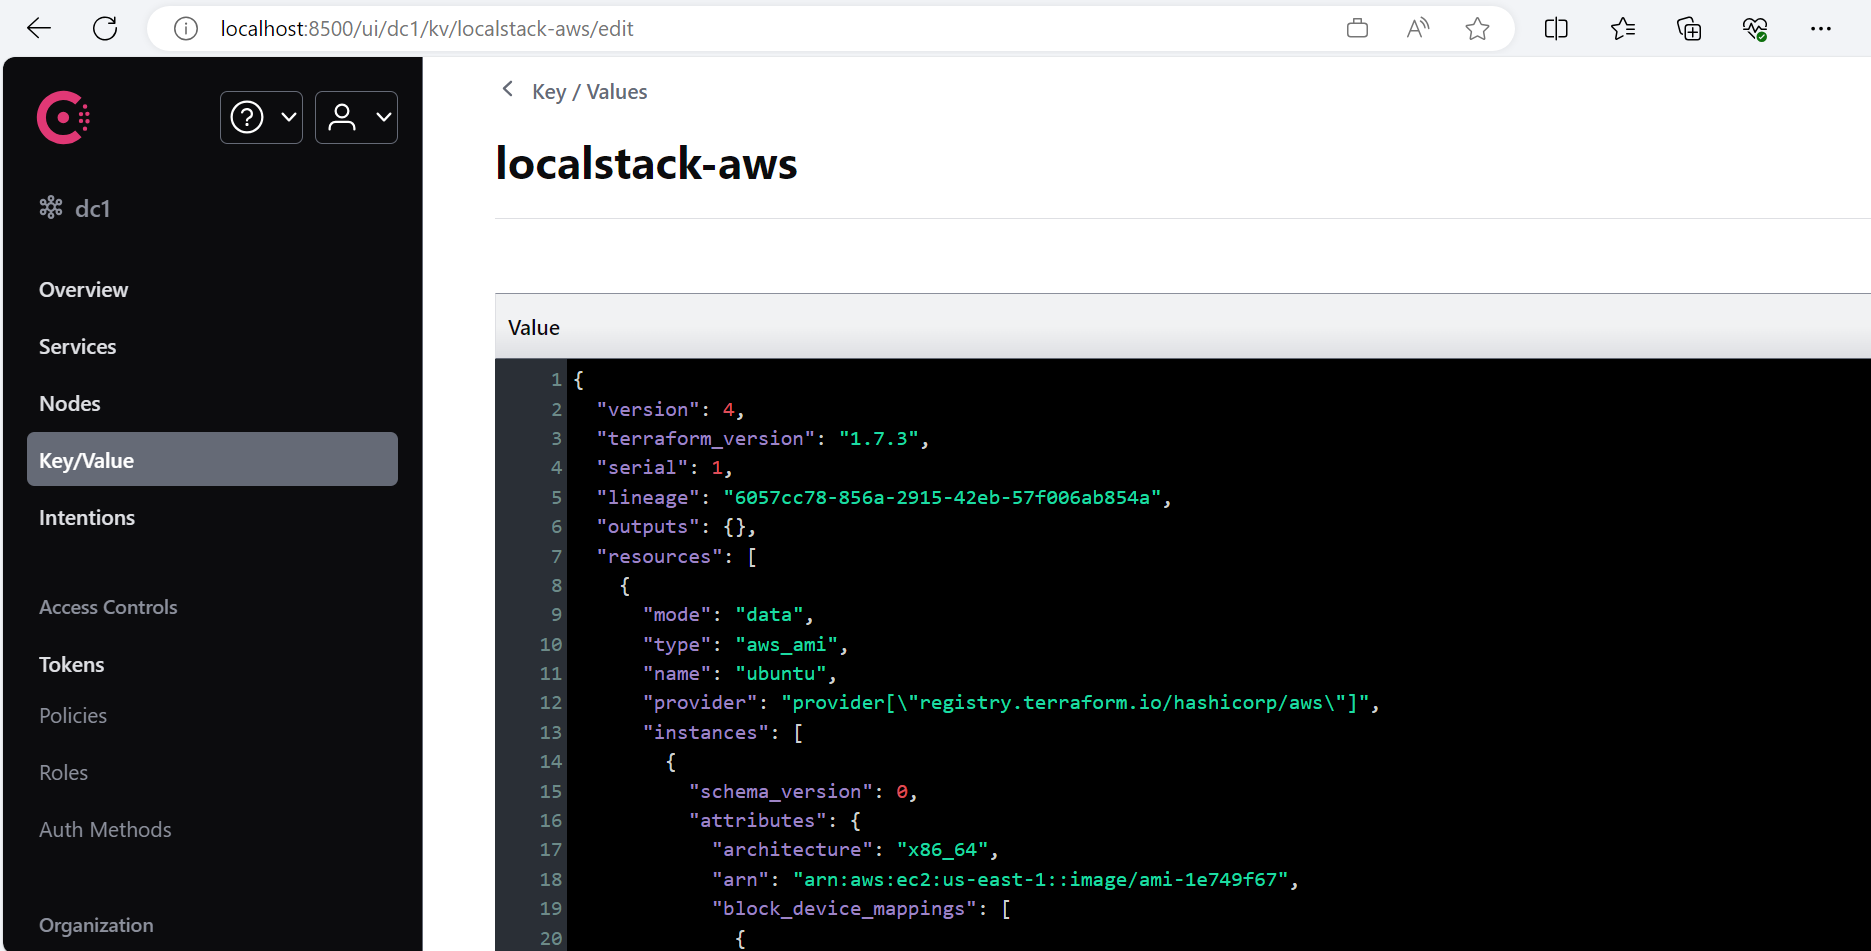 localhost:8500/ui/dc1/kv/localstack-aws/edit
dc1
Overview
Services
Nodes
Key/Value
Intentions
Access Controls
Tokens
Policies
Roles
Auth Methods
Organization
Key / Values
localstack-aws
Value
1 {
2 "version": 4,
3 "terraform_version": "1.7.3",
4 "serial": 1,
5 "lineage": "6057cc78-856a-2915-42eb-57f006ab854a",
6 "outputs": {},
7 "resources": [
8 {
9 "mode": "data",
10 "type": "aws_ami",
11 "name": "ubuntu",
12 "provider": "provider[\"registry.terraform.io/hashicorp/aws\"]",
13 "instances": [
14 {
15 "schema_version": 0,
16 "attributes": {
17 "architecture": "x86_64",
18 "arn": "arn:aws:ec2:us-east-1::image/ami-1e749f67",
19 "block_device_mappings": [
20 {